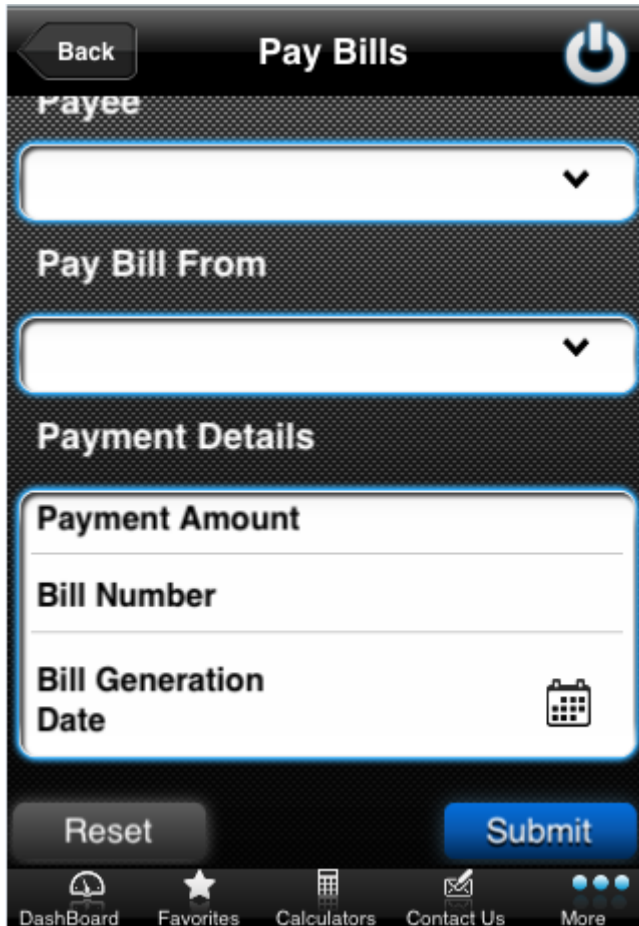 Back
Pay Bills
Payee
Pay Bill From
Payment Details
Payment Amount
Bill Number
Bill Generation
Date
Reset
Submit
DashBoard
Favorites
Calculators
Contact Us
More